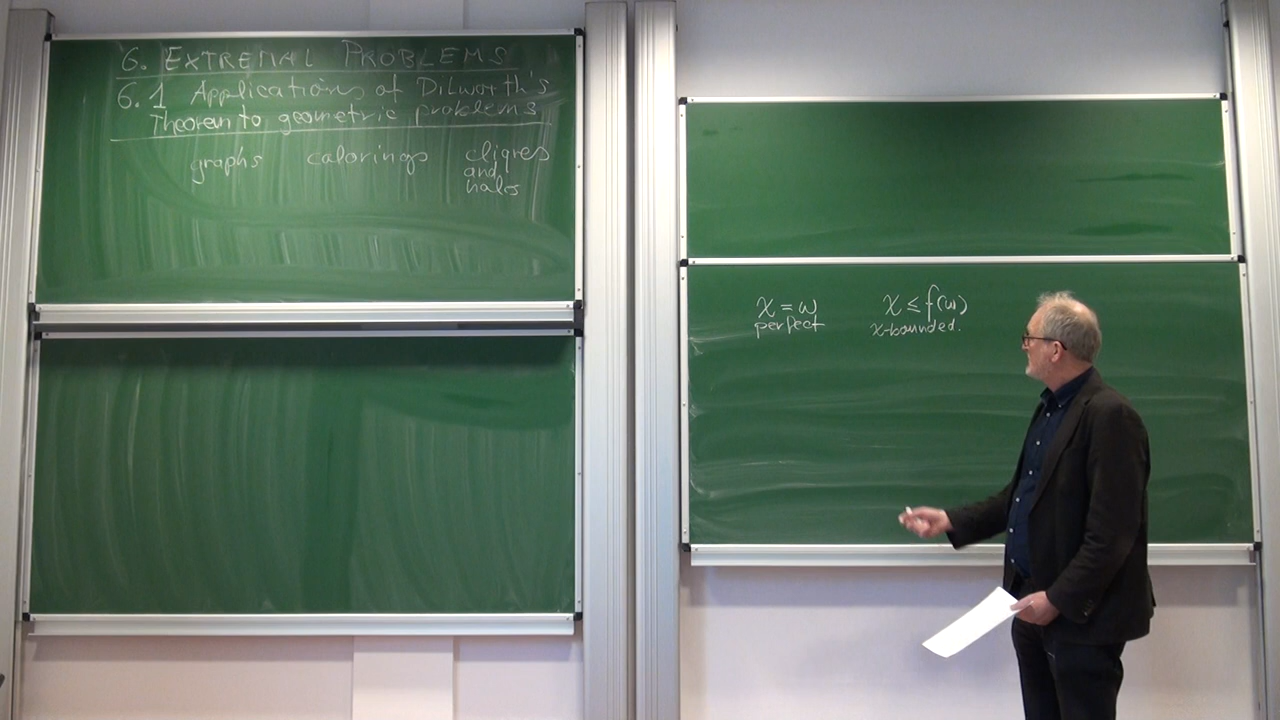 6. EXTREMAL PROBLEMS
6.1 Applications of Dilworth's
Theorem to geometric problems
graphs colorings cliques
and
holes
χ = ω χ ≤ f(ω)
perfect χ-bounded.